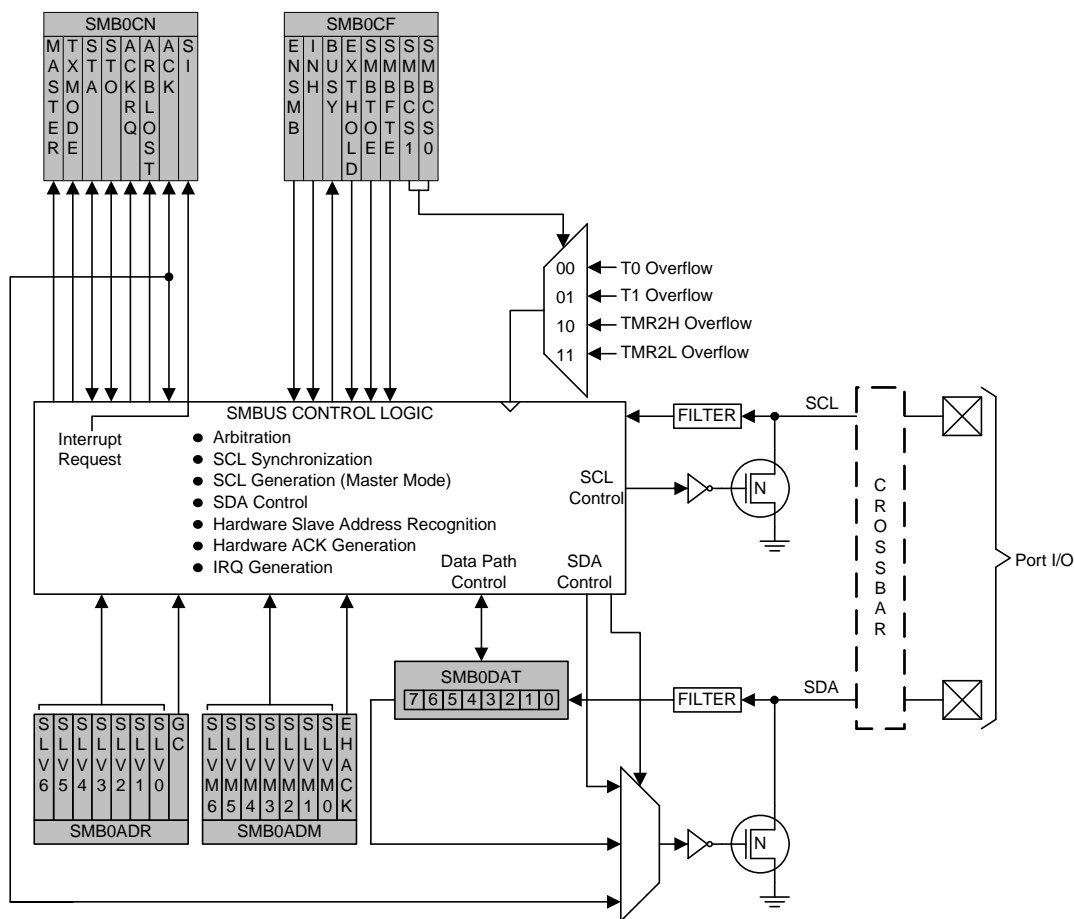 SMB0CN
MASTER
TXMODE
STA
STO
ACKRQ
ARBLOST
ACK
SI
SMB0CF
ENSMB
INH
BUSY
EXTHOLD
SMBTOE
SMBFTE
SMBCS1
SMBCS0
00
T0 Overflow
01
T1 Overflow
10
TMR2H Overflow
11
TMR2L Overflow
SMBUS CONTROL LOGIC
Interrupt
Request
● Arbitration
● SCL Synchronization
● SCL Generation (Master Mode)
● SDA Control
● Hardware Slave Address Recognition
● Hardware ACK Generation
● IRQ Generation
Data Path
Control
SDA
Control
SCL
Control
FILTER
SCL
N
CROSSBAR
Port I/O
SMB0DAT
7 6 5 4 3 2 1 0
FILTER
SDA
N
SLV6
SLV5
SLV4
SLV3
SLV2
SLV1
SLV0
GC
SMB0ADR
SLVM6
SLVM5
SLVM4
SLVM3
SLVM2
SLVM1
SLVM0
EHACK
SMB0ADM